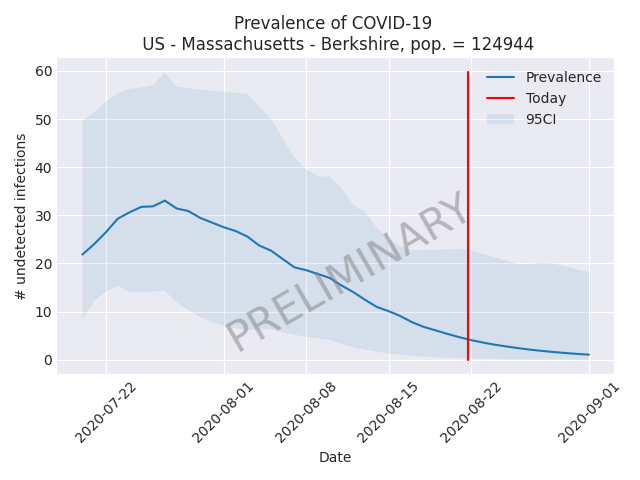 Prevalence of COVID-19
US - Massachusetts - Berkshire, pop. = 124944
60
50
40
30
20
10
0
# undetected infections
Prevalence
Today
95CI
PRELIMINARY
2020-07-22
2020-08-01
2020-08-08
2020-08-15
2020-08-22
2020-09-01
Date